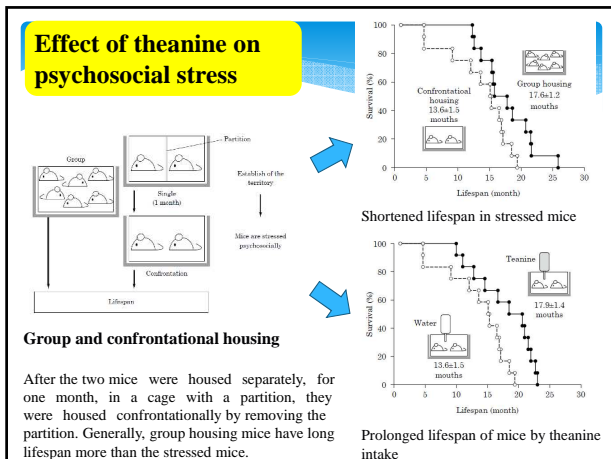 Effect of theanine on
psychosocial stress
Partition
Group
Single
(1 month)
Establish of the
territory
Mice are stressed
psychosocially
Confrontation
Lifespan
Group and confrontational housing
After the two mice were housed separately, for
one month, in a cage with a partition, they
were housed confrontationally by removing the
partition. Generally, group housing mice have long
lifespan more than the stressed mice.
Survival (%)
100
80
60
40
20
0
Confrontatioal
housing
13.6±1.5
mouths
Group housing
17.6±1.2
mouths
0 5 10 15 20 25 30
Lifespan (month)
Shortened lifespan in stressed mice
Survival (%)
100
80
60
40
20
0
Teanine
17.9±1.4
mouths
Water
13.6±1.5
mouths
0 5 10 15 20 25 30
Lifespan (month)
Prolonged lifespan of mice by theanine
intake